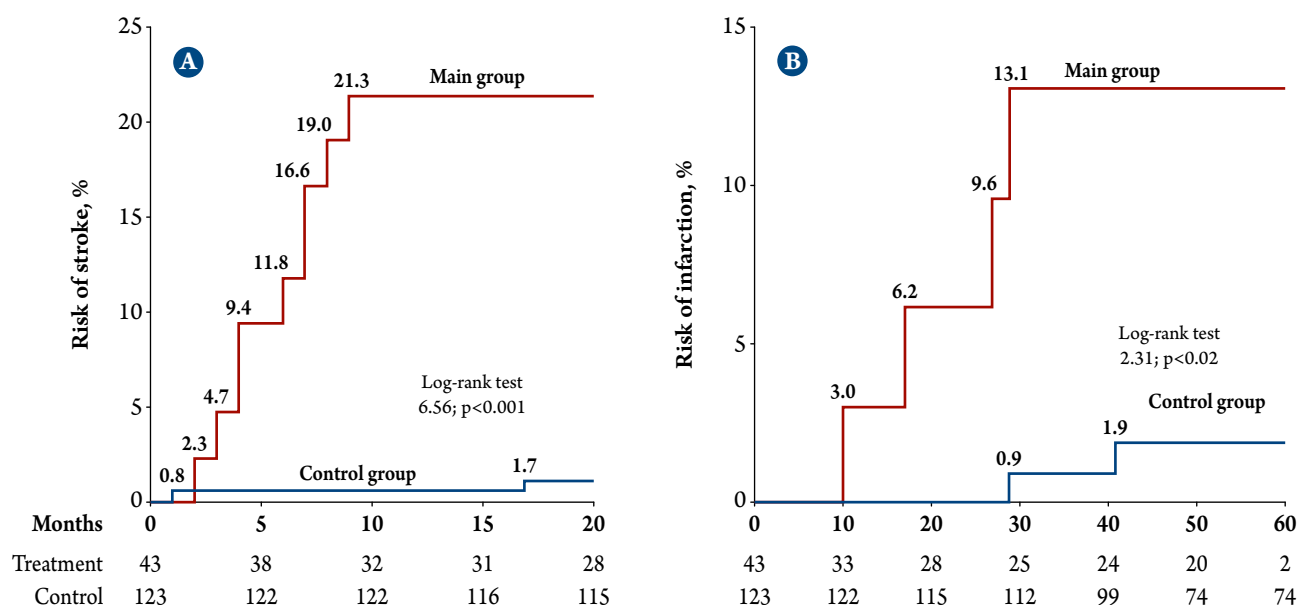 A
Risk of stroke, %
25
20
15
10
5
0
Main group
21.3
19.0
16.6
11.8
9.4
4.7
2.3
0.8
Log-rank test
6.56; p<0.001
Control group
1.7
Months 0 5 10 15 20
Treatment 43 38 32 31 28
Control 123 122 122 116 115
B
Risk of infarction, %
15
10
5
0
13.1
Main group
9.6
6.2
3.0
Log-rank test
2.31; p<0.02
Control group
1.9
0.9
0 10 20 30 40 50 60
43 33 28 25 24 20 2
123 122 115 112 99 74 74